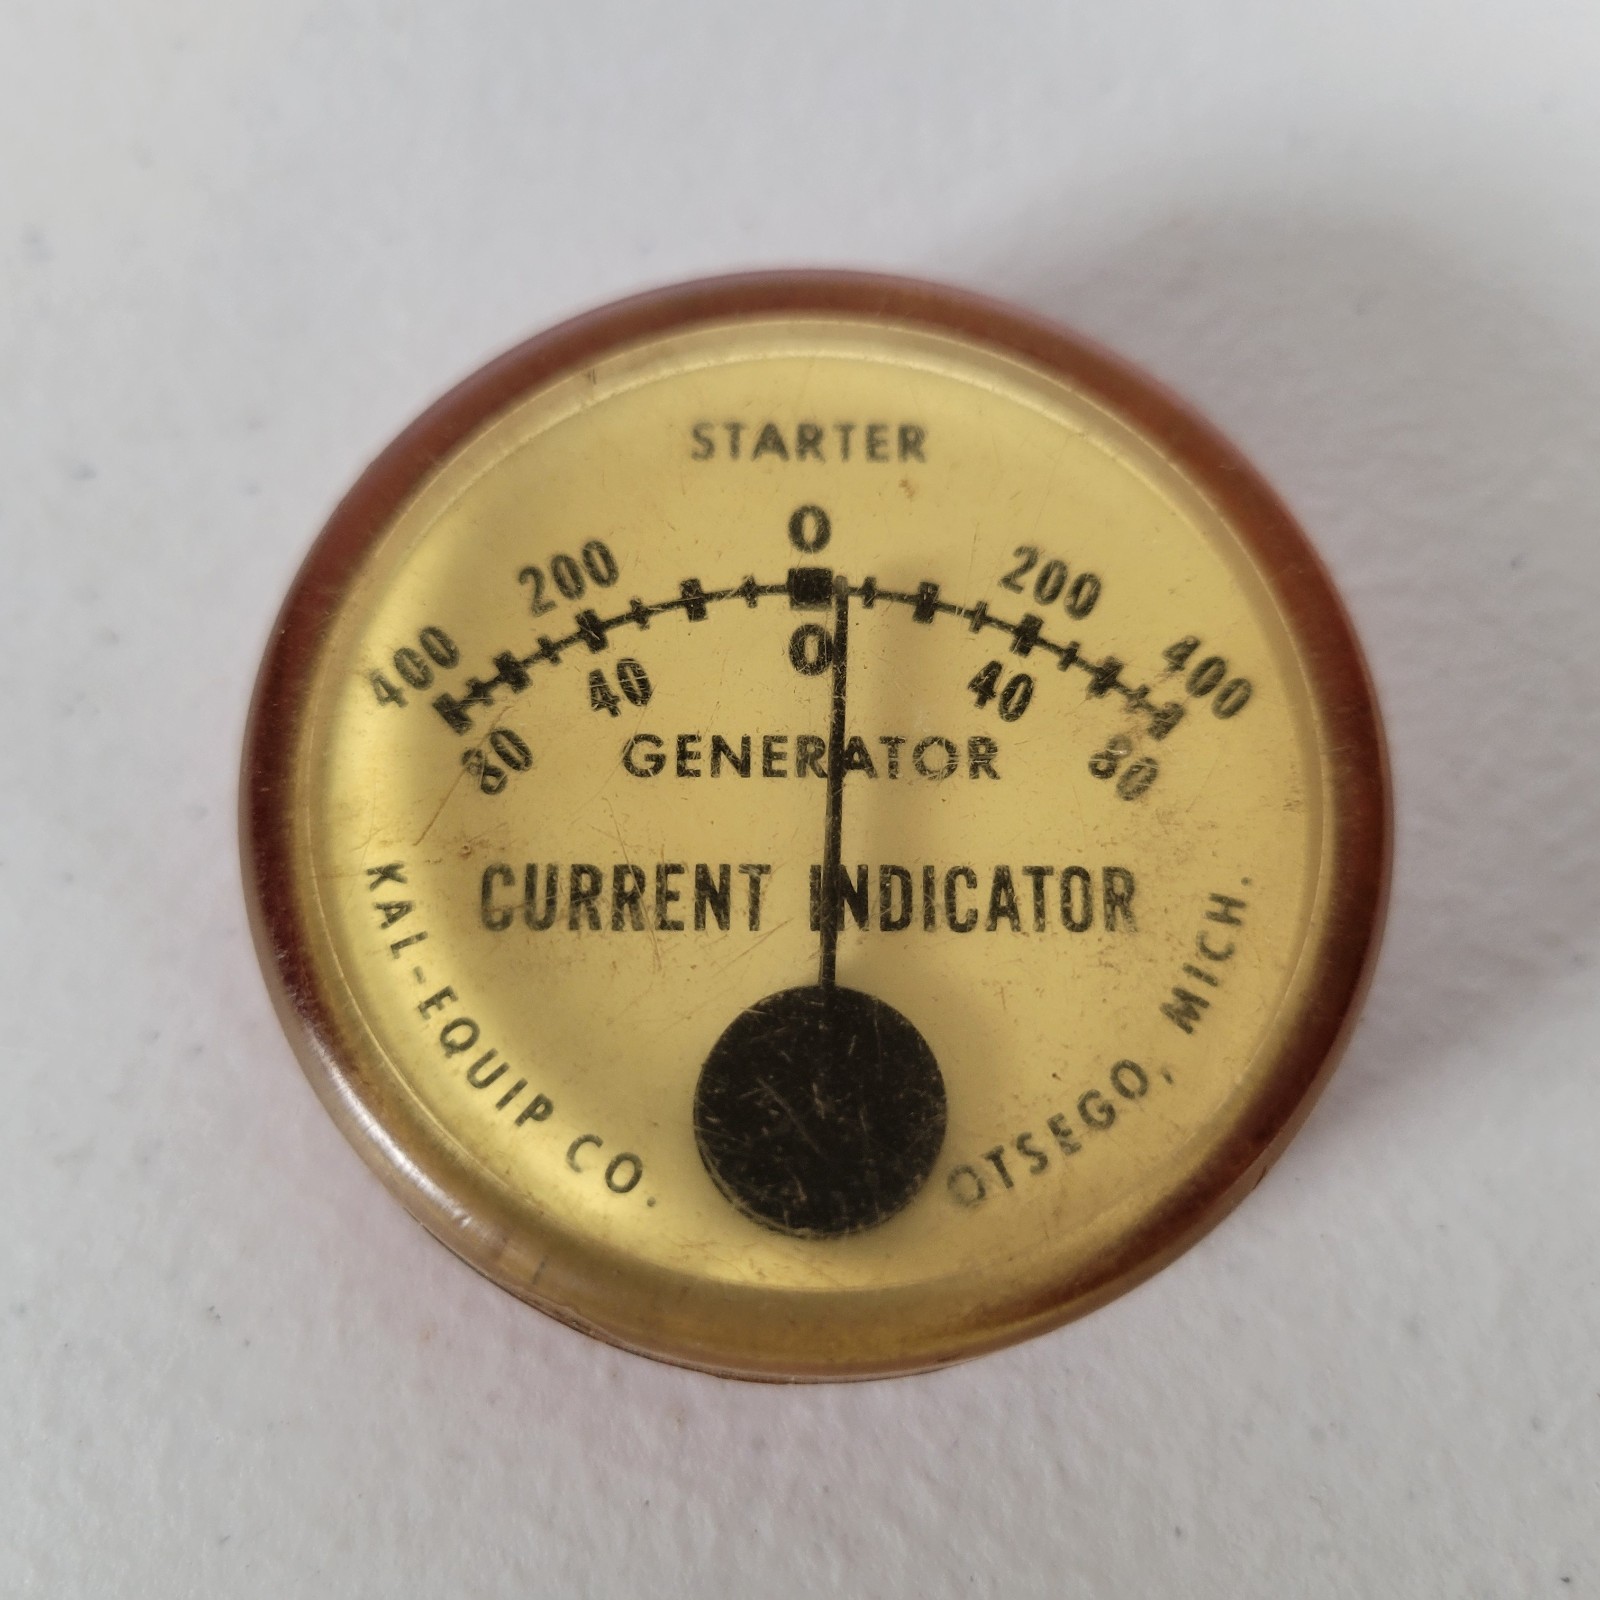 STARTER
400 200 0 200 400
80 40 0 40 80
GENERATOR
CURRENT INDICATOR
KAL-EQUIP CO.
OTSEGO, MICH.